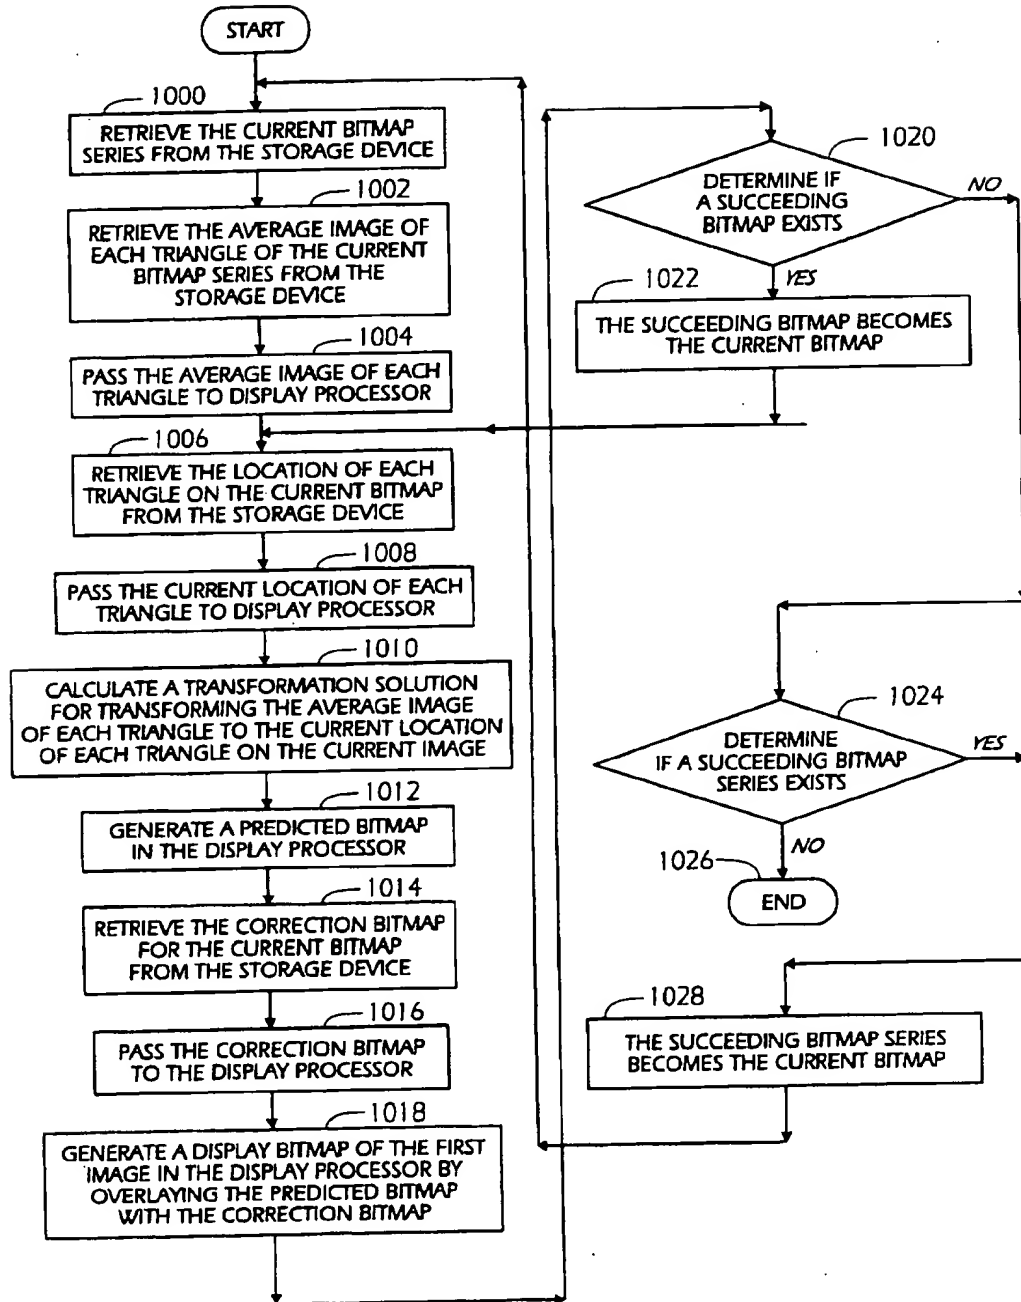 START
1000
RETRIEVE THE CURRENT BITMAP
SERIES FROM THE STORAGE DEVICE
1002
RETRIEVE THE AVERAGE IMAGE OF
EACH TRIANGLE OF THE CURRENT
BITMAP SERIES FROM THE
STORAGE DEVICE
1004
PASS THE AVERAGE IMAGE OF EACH
TRIANGLE TO DISPLAY PROCESSOR
1006
RETRIEVE THE LOCATION OF EACH
TRIANGLE ON THE CURRENT BITMAP
FROM THE STORAGE DEVICE
1008
PASS THE CURRENT LOCATION OF EACH
TRIANGLE TO DISPLAY PROCESSOR
1010
CALCULATE A TRANSFORMATION SOLUTION
FOR TRANSFORMING THE AVERAGE IMAGE
OF EACH TRIANGLE TO THE CURRENT LOCATION
OF EACH TRIANGLE ON THE CURRENT IMAGE
1012
GENERATE A PREDICTED BITMAP
IN THE DISPLAY PROCESSOR
1014
RETRIEVE THE CORRECTION BITMAP
FOR THE CURRENT BITMAP
FROM THE STORAGE DEVICE
1016
PASS THE CORRECTION BITMAP
TO THE DISPLAY PROCESSOR
1018
GENERATE A DISPLAY BITMAP OF THE FIRST
IMAGE IN THE DISPLAY PROCESSOR BY
OVERLAYING THE PREDICTED BITMAP
WITH THE CORRECTION BITMAP
1020
DETERMINE IF
A SUCCEEDING
BITMAP EXISTS
NO
YES
1022
THE SUCCEEDING BITMAP BECOMES
THE CURRENT BITMAP
1024
DETERMINE
IF A SUCCEEDING BITMAP
SERIES EXISTS
YES
NO
1026
END
1028
THE SUCCEEDING BITMAP SERIES
BECOMES THE CURRENT BITMAP